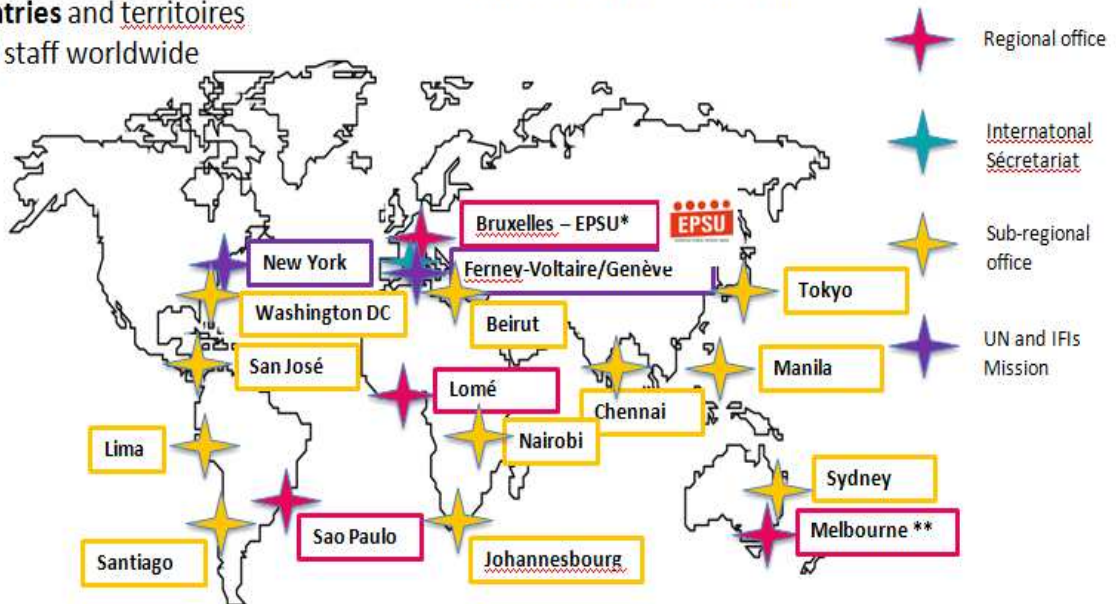 ntries and territoires
staff worldwide
Regional office
Internatonal
Sécretariat
Sub-regional
office
UN and IFIs
Mission
Bruxelles – EPSU*
EPSU
New York
Ferney-Voltaire/Genève
Washington DC
Beirut
Tokyo
San José
Lomé
Manila
Chennai
Lima
Nairobi
Sydney
Sao Paulo
Melbourne **
Santiago
Johannesbourg